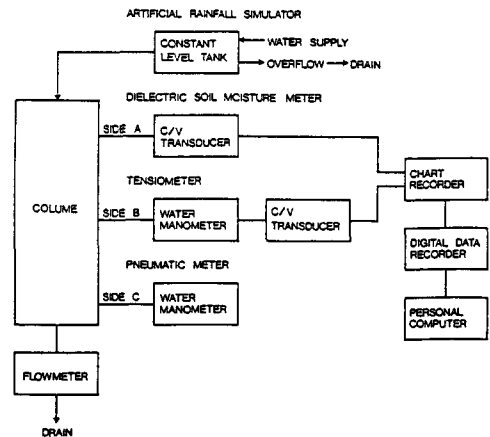 ARTIFICIAL RAINFALL SIMULATOR
CONSTANT
LEVEL TANK
WATER SUPPLY
OVERFLOW
DRAIN
DIELECTRIC SOIL MOISTURE METER
SIDE A
C/V
TRANSDUCER
TENSIOMETER
COLUME
SIDE B
WATER
MANOMETER
C/V
TRANSDUCER
CHART
RECORDER
DIGITAL DATA
RECORDER
PERSONAL
COMPUTER
PNEUMATIC METER
SIDE C
WATER
MANOMETER
FLOWMETER
DRAIN